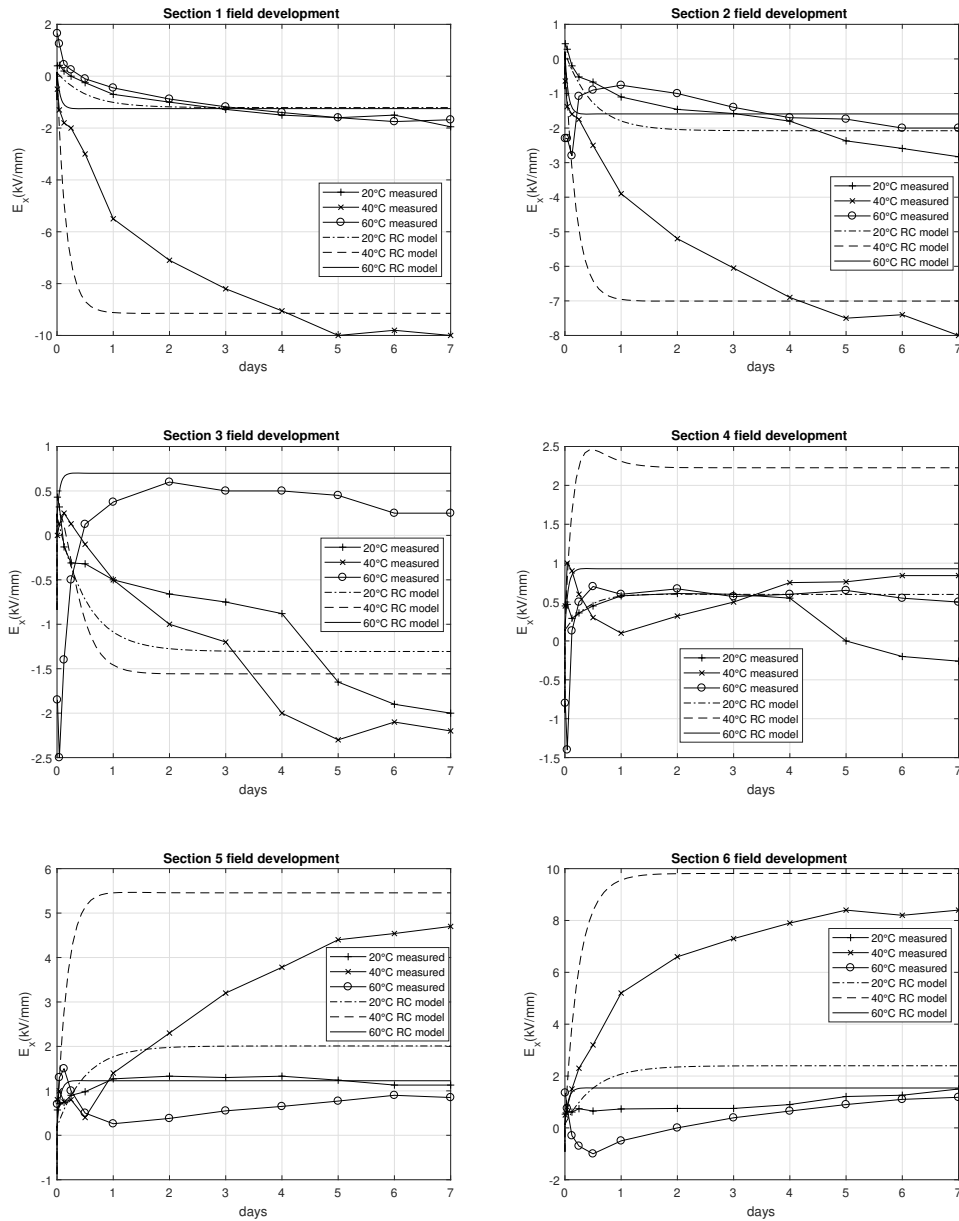 Section 1 field development
2
0
-2
-4
-6
-8
-10
E_x(kV/mm)
0 1 2 3 4 5 6 7
days
20°C measured
40°C measured
60°C measured
20°C RC model
40°C RC model
60°C RC model
Section 2 field development
1
0
-1
-2
-3
-4
-5
-6
-7
-8
E_x(kV/mm)
0 1 2 3 4 5 6 7
days
20°C measured
40°C measured
60°C measured
20°C RC model
40°C RC model
60°C RC model
Section 3 field development
1
0.5
0
-0.5
-1
-1.5
-2
-2.5
E_x(kV/mm)
0 1 2 3 4 5 6 7
days
20°C measured
40°C measured
60°C measured
20°C RC model
40°C RC model
60°C RC model
Section 4 field development
2.5
2
1.5
1
0.5
0
-0.5
-1
-1.5
E_x(kV/mm)
0 1 2 3 4 5 6 7
days
20°C measured
40°C measured
60°C measured
20°C RC model
40°C RC model
60°C RC model
Section 5 field development
6
5
4
3
2
1
0
-1
E_x(kV/mm)
0 1 2 3 4 5 6 7
days
20°C measured
40°C measured
60°C measured
20°C RC model
40°C RC model
60°C RC model
Section 6 field development
10
8
6
4
2
0
-2
E_x(kV/mm)
0 1 2 3 4 5 6 7
days
20°C measured
40°C measured
60°C measured
20°C RC model
40°C RC model
60°C RC model